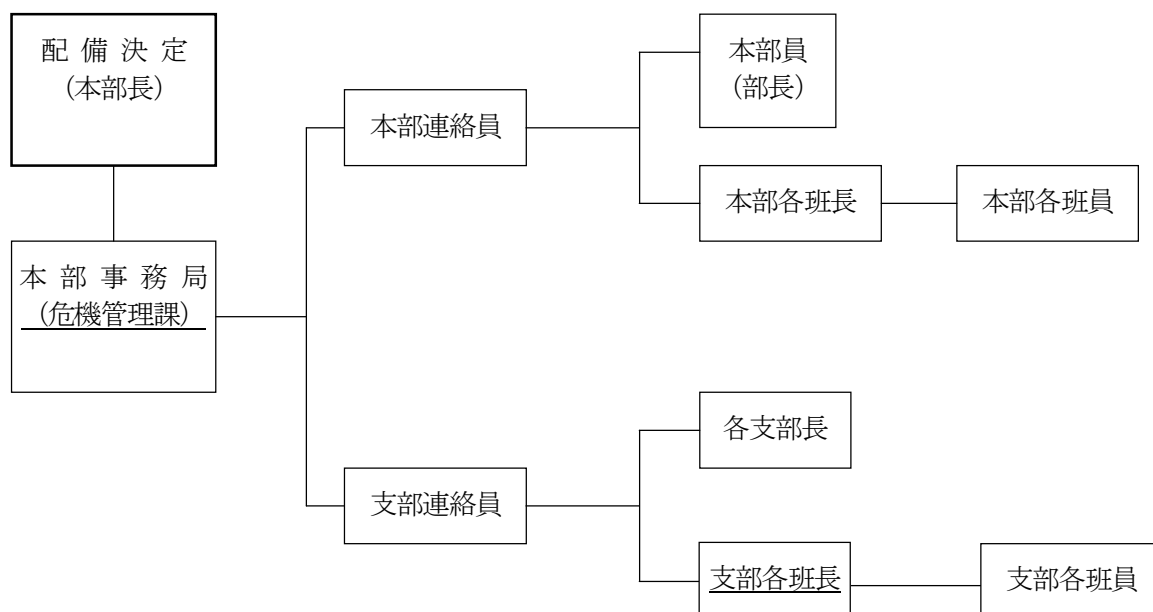 配備決定
(本部長)
本部事務局
(危機管理課)
本部連絡員
本部員
(部長)
本部各班長
本部各班員
支部連絡員
各支部長
支部各班長
支部各班員